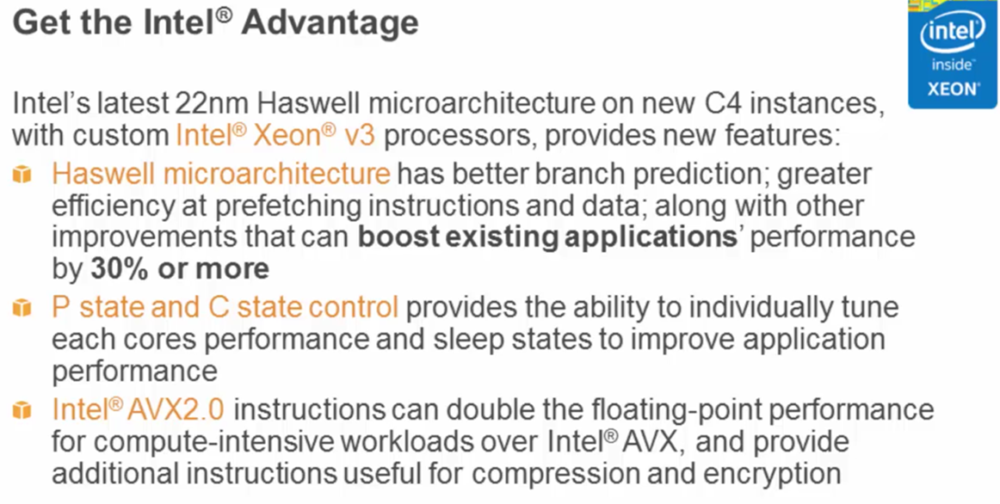 Get the Intel® Advantage
intel
inside™
XEON®
Intel's latest 22nm Haswell microarchitecture on new C4 instances,
with custom Intel® Xeon® v3 processors, provides new features:
Haswell microarchitecture has better branch prediction; greater
efficiency at prefetching instructions and data; along with other
improvements that can boost existing applications' performance
by 30% or more
P state and C state control provides the ability to individually tune
each cores performance and sleep states to improve application
performance
Intel® AVX2.0 instructions can double the floating-point performance
for compute-intensive workloads over Intel® AVX, and provide
additional instructions useful for compression and encryption